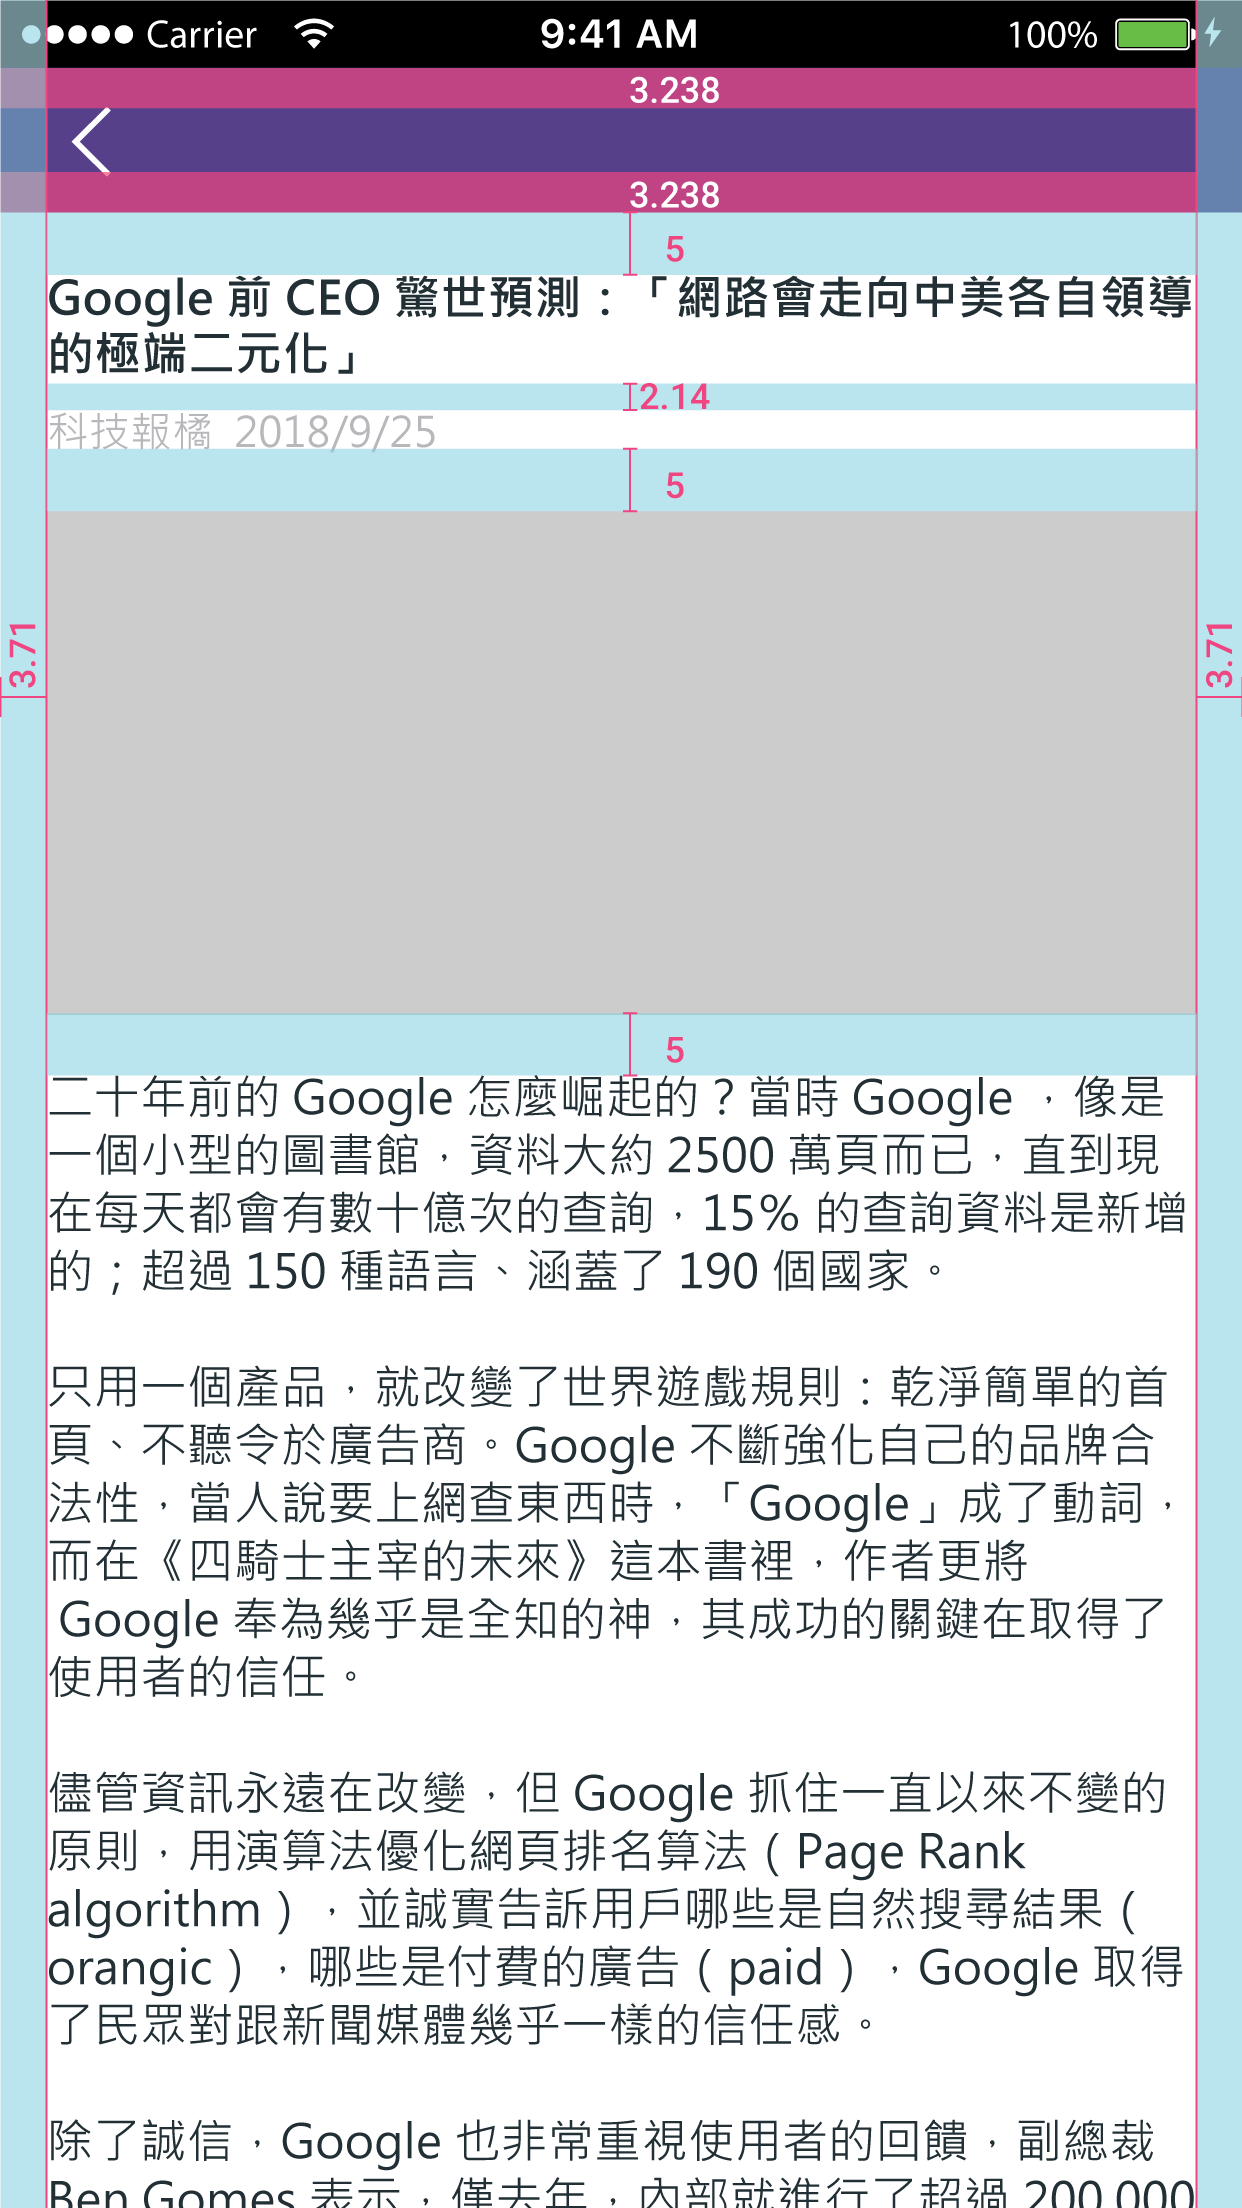 Carrier 9:41 AM 100%
3.238
3.238
5
Google 前 CEO 驚世預測：「網路會走向中美各自領導
的極端二元化」
2.14
科技報橘 2018/9/25
5
3.71
3.71
5
二十年前的 Google 怎麼崛起的？當時 Google ，像是
一個小型的圖書館，資料大約 2500 萬頁而已，直到現
在每天都會有數十億次的查詢，15% 的查詢資料是新增
的；超過 150 種語言、涵蓋了 190 個國家。
只用一個產品，就改變了世界遊戲規則：乾淨簡單的首
頁、不聽令於廣告商。Google 不斷強化自己的品牌合
法性，當人說要上網查東西時，「Google」成了動詞，
而在《四騎士主宰的未來》這本書裡，作者更將
Google 奉為幾乎是全知的神，其成功的關鍵在取得了
使用者的信任。
儘管資訊永遠在改變，但 Google 抓住一直以來不變的
原則，用演算法優化網頁排名算法（Page Rank
algorithm），並誠實告訴用戶哪些是自然搜尋結果（
orangic），哪些是付費的廣告（paid），Google 取得
了民眾對跟新聞媒體幾乎一樣的信任感。
除了誠信，Google 也非常重視使用者的回饋，副總裁
Ben Gomes 表示，僅去年，內部就進行了超過 200,000